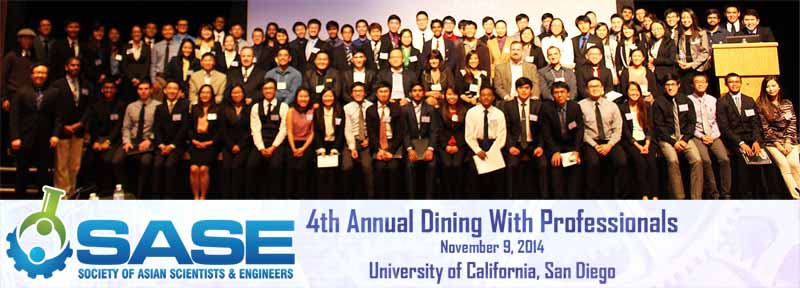 SASE
SOCIETY OF ASIAN SCIENTISTS & ENGINEERS
4th Annual Dining With Professionals
November 9, 2014
University of California, San Diego